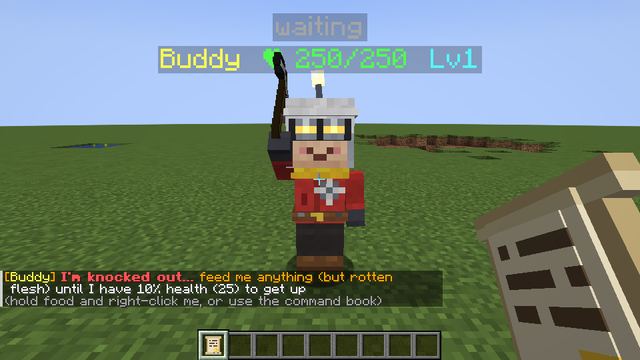 waiting
Buddy ♥ 250/250 Lv1
[Buddy] I'm knocked out... feed me anything (but rotten
flesh) until I have 10% health (25) to get up
(hold food and right-click me, or use the command book)